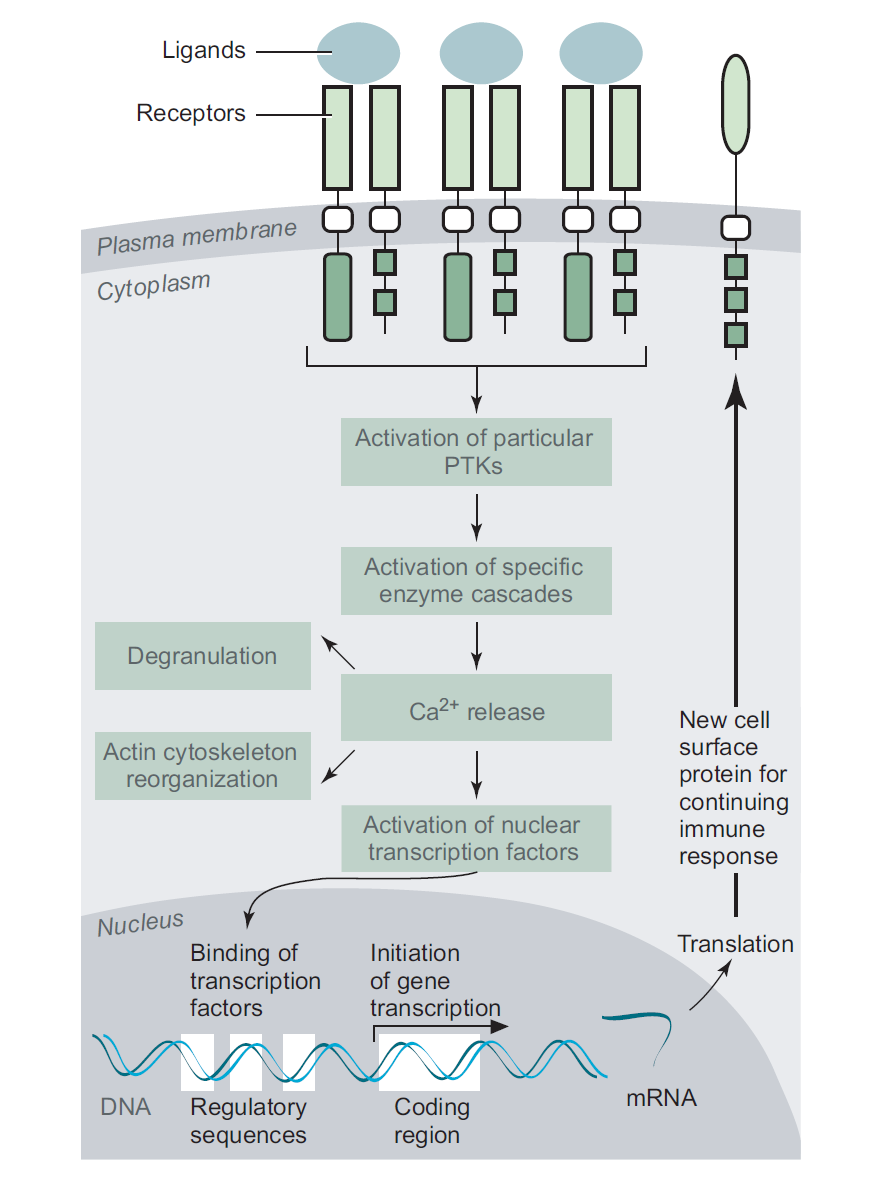 Ligands
Receptors
Plasma membrane
Cytoplasm
Activation of particular
PTKs
Activation of specific
enzyme cascades
Degranulation
Ca2+ release
Actin cytoskeleton
reorganization
Activation of nuclear
transcription factors
New cell
surface
protein for
continuing
immune
response
Translation
Nucleus
Binding of
transcription
factors
Initiation
of gene
transcription
DNA
Regulatory
sequences
Coding
region
mRNA